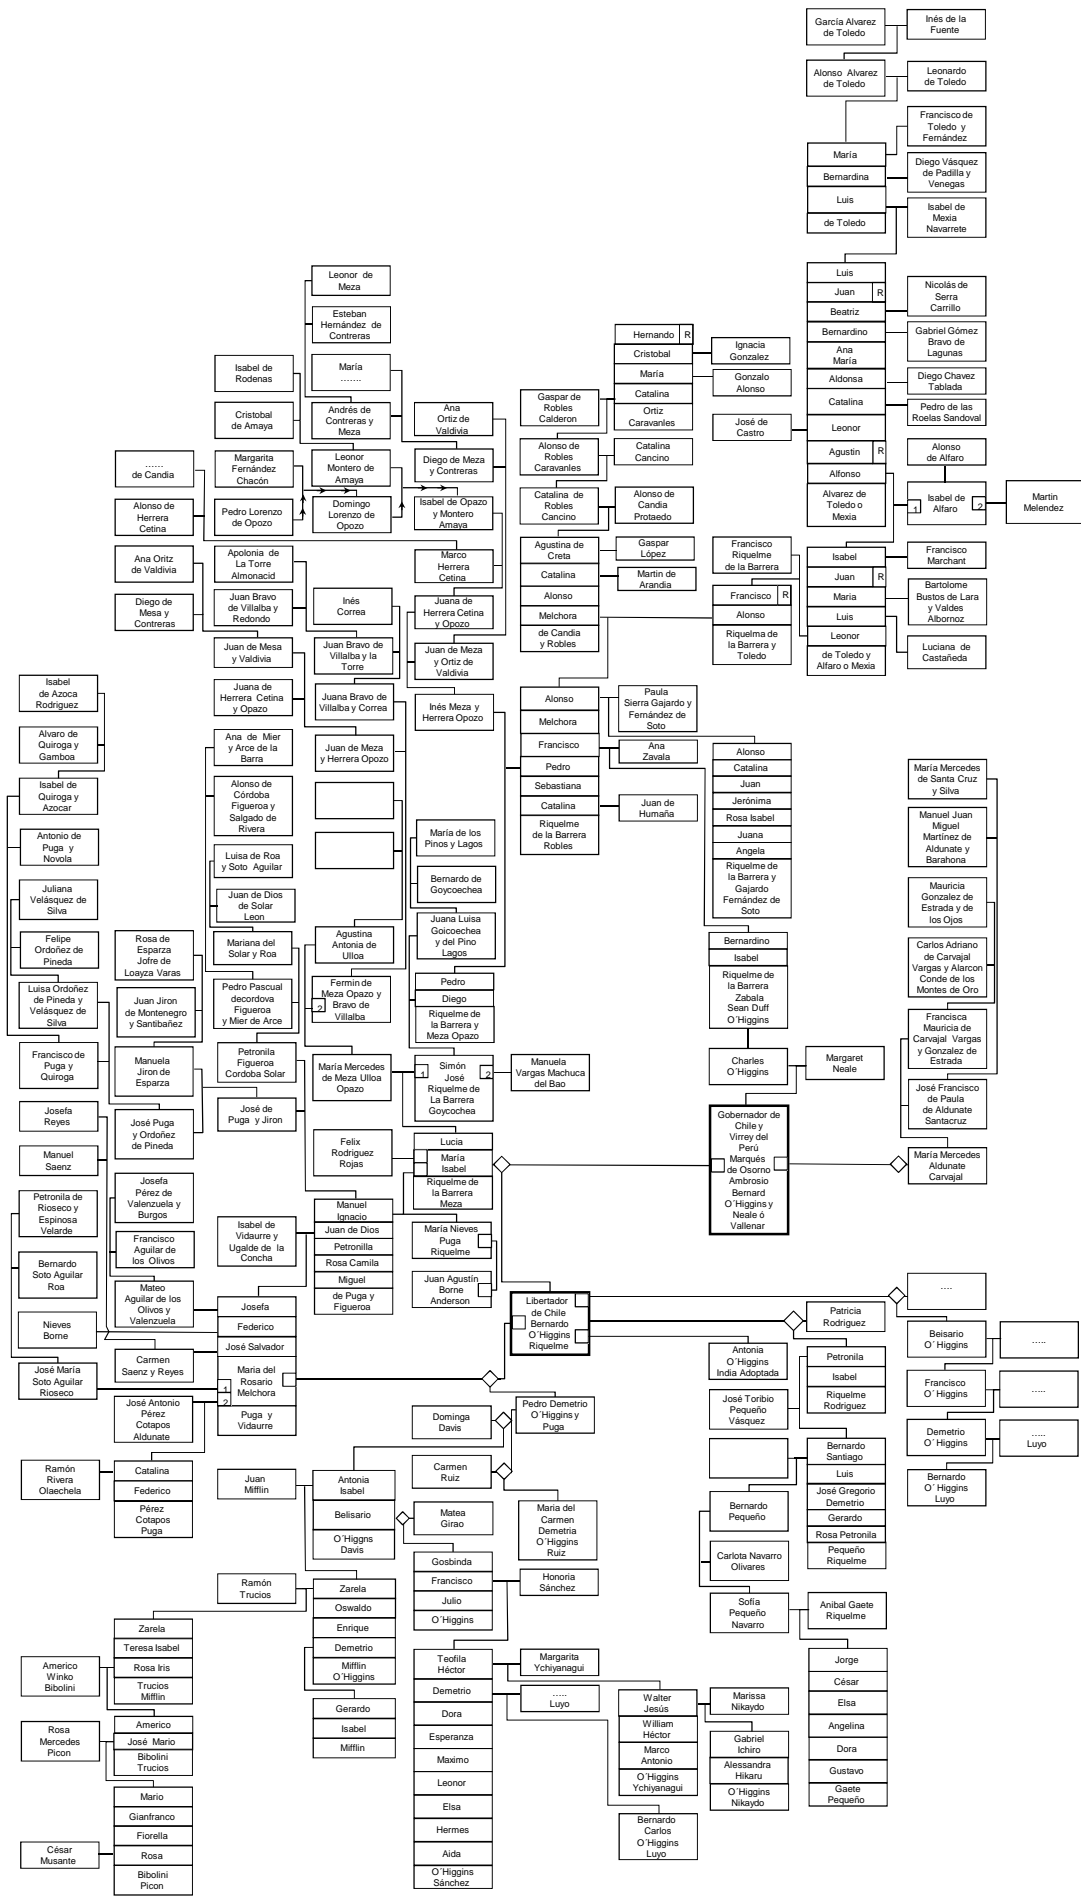 García Alvarez
de Toledo
Inés de la
Fuente
Alonso Alvarez
de Toledo
Leonardo
de Toledo
Francisco de
Toledo y
Fernández
María
Bernardina
Luis
de Toledo
Diego Vásquez
de Padilla y
Venegas
Isabel de
Mexia
Navarrete
Luis
Juan
R
Beatriz
Bernardino
Ana
María
Aldonsa
Catalina
Leonor
Agustin
R
Alfonso
Alvarez de
Toledo o
Mexia
Nicolás de
Serra
Carrillo
Gabriel Gómez
Bravo de
Lagunas
Diego Chavez
Tablada
Pedro de las
Roelas Sandoval
José de
Castro
Alonso
de Alfaro
1
Isabel de
Alfaro
2
Martin
Melendez
Leonor de
Meza
Esteban
Hernández de
Contreras
Isabel de
Rodenas
María
.......
Cristobal
de Amaya
Andrés de
Contreras y
Meza
Ana
Ortiz de
Valdivia
Hernando
R
Cristobal
María
Catalina
Ortiz
Caravanles
Ignacia
Gonzalez
Gonzalo
Alonso
Gaspar de
Robles
Calderon
Alonso de
Robles
Caravanles
Catalina
Cancino
......
de Candia
Margarita
Fernández
Chacón
Leonor
Montero de
Amaya
Diego de Meza
y Contreras
Alonso de
Herrera
Cetina
Pedro Lorenzo
de Opozo
Domingo
Lorenzo de
Opozo
Isabel de Opazo
y Montero
Amaya
Catalina de
Robles
Cancino
Alonso de
Candia
Protaedo
Ana Oritz
de Valdivia
Apolonia de
La Torre
Almonacid
Marco
Herrera
Cetina
Agustina de
Creta
Catalina
Alonso
Melchora
de Candia
y Robles
Gaspar
López
Martin de
Arandia
Francisco
Riquelme
de la Barrera
Francisco
R
Alonso
Riquelma de
la Barrera y
Toledo
Isabel
Juan
R
Maria
Luis
Leonor
de Toledo y
Alfaro o Mexia
Francisco
Marchant
Bartolome
Bustos de Lara
y Valdes
Albornoz
Luciana de
Castañeda
Diego de
Mesa y
Contreras
Juan Bravo
de Villalba y
Redondo
Inés
Correa
Juana de
Herrera Cetina
y Opozo
Juan de Mesa
y Valdivia
Juan Bravo de
Villalba y la
Torre
Juan de Meza
y Ortiz de
Valdivia
Isabel
de Azoca
Rodriguez
Juana de
Herrera Cetina
y Opazo
Juana Bravo de
Villalba y Correa
Inés Meza y
Herrera Opozo
Alonso
Melchora
Francisco
Pedro
Sebastiana
Catalina
Riquelme
de la Barrera
Robles
Paula
Sierra Gajardo y
Fernández de
Soto
Ana
Zavala
Juan de
Humaña
Alvaro de
Quiroga y
Gamboa
Ana de Mier
y Arce de la
Barra
Juan de Meza
y Herrera Opozo
Alonso
Catalina
Juan
Jerónima
Rosa Isabel
Juana
Angela
Riquelme de
la Barrera y
Gajardo
Fernández
de Soto
María Mercedes
de Santa Cruz
y Silva
Isabel de
Quiroga y
Azocar
Alonso de
Córdoba
Figueroa y
Salgado de
Rivera
Manuel Juan
Miguel
Martínez de
Aldunate y
Barahona
Antonio de
Puga y
Novola
Luisa de Roa
y Soto Aguilar
María de los
Pinos y Lagos
Juliana
Velásquez de
Silva
Juan de Dios
de Solar
Leon
Bernardo de
Goycoechea
Mauricia
Gonzalez de
Estrada y de
los Ojos
Felipe
Ordoñez de
Pineda
Rosa de
Esparza
Jofre de
Loayza Varas
Mariana del
Solar y Roa
Agustina
Antonia de
Ulloa
Juana Luisa
Goicoechea
y del Pino
Lagos
Bernardino
Isabel
Riquelme de
la Barrera
Zabala
Sean Duff
O´Higgins
Carlos Adriano
de Carvajal
Vargas y Alarcon
Conde de los
Montes de Oro
Luisa Ordoñez
de Pineda y
Velásquez de
Silva
Juan Jiron
de Montenegro
y Santibañez
Pedro Pascual
decordova
Figueroa
y Mier de Arce
Fermin de
Meza Opazo y
Bravo de
Villalba
2
Pedro
Diego
Riquelme de
la Barrera y
Meza Opazo
Francisca
Mauricia de
Carvajal Vargas
y Gonzalez de
Estrada
Francisco de
Puga y
Quiroga
Manuela
Jiron de
Esparza
Petronila
Figueroa
Cordoba Solar
María Mercedes
de Meza Ulloa
Opazo
1
Simón
José
Riquelme de
La Barrera
Goycochea
2
Manuela
Vargas Machuca
del Bao
Charles
O´Higgins
Margaret
Neale
José Francisco
de Paula
de Aldunate
Santacruz
Josefa
Reyes
José Puga
y Ordoñez
de Pineda
José de
Puga y Jiron
Felix
Rodriguez
Rojas
Lucia
María
Isabel
Riquelme de
la Barrera
Meza
Gobernador de
Chile y
Virrey del
Perú
Marqués
de Osorno
Ambrosio
Bernard
O´Higgins y
Neale ó
Vallenar
María Mercedes
Aldunate
Carvajal
Manuel
Saenz
Petronila de
Rioseco y
Espinosa
Velarde
Josefa
Pérez de
Valenzuela y
Burgos
Isabel de
Vidaurre y
Ugalde de la
Concha
Manuel
Ignacio
Juan de Dios
Petronilla
Rosa Camila
Miguel
de Puga y
Figueroa
María Nieves
Puga
Riquelme
Bernardo
Soto Aguilar
Roa
Francisco
Aguilar de
los Olivos
Juan Agustín
Borne
Anderson
Nieves
Borne
Mateo
Aguilar de los
Olivos y
Valenzuela
Josefa
Federico
José Salvador
Maria del
Rosario
Melchora
1
2
Puga y
Vidaurre
Libertador
de Chile
Bernardo
O´Higgins
Riquelme
....
Patricia
Rodriguez
Beisario
O´Higgins
.....
José María
Soto Aguilar
Rioseco
Carmen
Saenz y Reyes
Antonia
O´Higgins
India Adoptada
Petronila
Isabel
Riquelme
Rodriguez
Francisco
O´Higgins
.....
José Antonio
Pérez
Cotapos
Aldunate
Dominga
Davis
Pedro Demetrio
O´Higgins y
Puga
José Toribio
Pequeño
Vásquez
Demetrio
O´ Higgins
.....
Luyo
Ramón
Rivera
Olaechela
Catalina
Federico
Pérez
Cotapos
Puga
Juan
Mifflin
Antonia
Isabel
Belisario
O´Higgns
Davis
Carmen
Ruiz
Bernardo
Santiago
Luis
José Gregorio
Demetrio
Gerardo
Rosa Petronila
Pequeño
Riquelme
Bernardo
O´Higgins
Luyo
Matea
Girao
Maria del
Carmen
Demetria
O´Higgins
Ruiz
Bernardo
Pequeño
Carlota Navarro
Olivares
Ramón
Trucios
Zarela
Oswaldo
Enrique
Demetrio
Mifflin
O´Higgins
Gosbinda
Francisco
Julio
O´Higgins
Honoria
Sánchez
Sofía
Pequeño
Navarro
Anibal Gaete
Riquelme
Zarela
Teresa Isabel
Rosa Iris
Trucios
Mifflin
Americo
Winko
Bibolini
Gerardo
Isabel
Mifflin
Teofila
Héctor
Demetrio
Dora
Esperanza
Maximo
Leonor
Elsa
Hermes
Aida
O´Higgins
Sánchez
Margarita
Ychiyanagui
.....
Luyo
Walter
Jesús
William
Héctor
Marco
Antonio
O´Higgins
Ychiyanagui
Marissa
Nikaydo
Gabriel
Ichiro
Alessandra
Hikaru
O´Higgins
Nikaydo
Jorge
César
Elsa
Angelina
Dora
Gustavo
Gaete
Pequeño
Rosa
Mercedes
Picon
Americo
José Mario
Bibolini
Trucios
Mario
Gianfranco
Fiorella
Rosa
Bibolini
Picon
César
Musante
Bernardo
Carlos
O´Higgins
Luyo